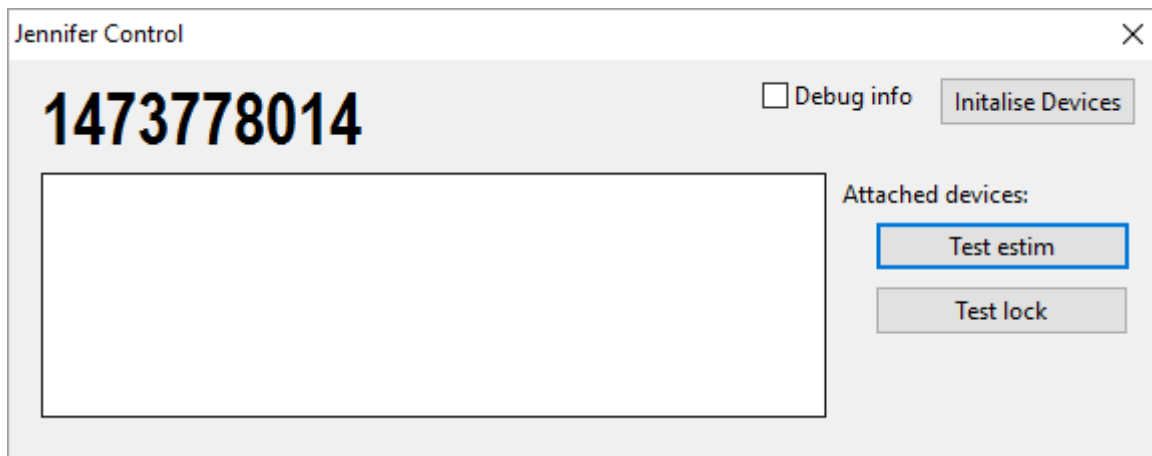 Jennifer Control
1473778014
Debug info
Initalise Devices
Attached devices:
Test estim
Test lock